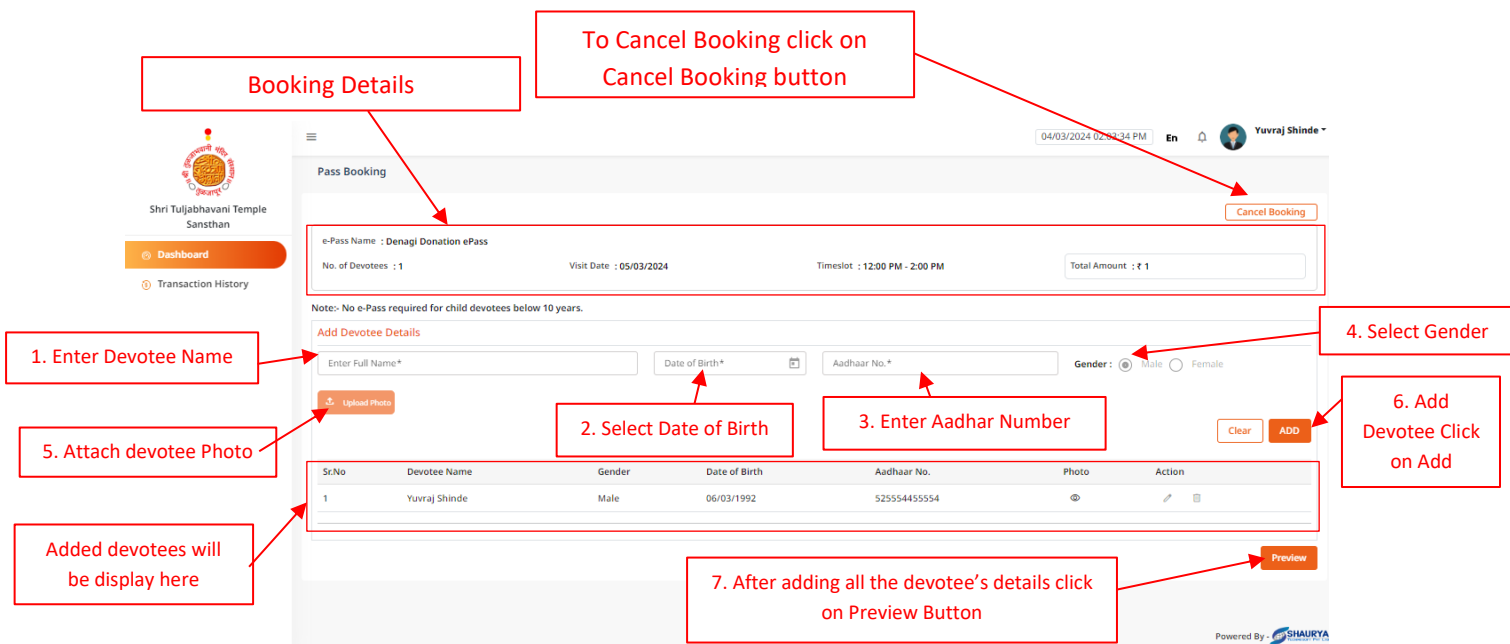 To Cancel Booking click on
Cancel Booking button
Booking Details
04/03/2024 02:03:34 PM
En
Yuvraj Shinde
श्री तुळजाभवानी मंदिर संस्थान
तुळजापूर
Shri Tuljabhavani Temple
Sansthan
Dashboard
Transaction History
Pass Booking
Cancel Booking
e-Pass Name : Denagi Donation ePass
No. of Devotees : 1
Visit Date : 05/03/2024
Timeslot : 12:00 PM - 2:00 PM
Total Amount : ₹ 1
Note:- No e-Pass required for child devotees below 10 years.
Add Devotee Details
1. Enter Devotee Name
Enter Full Name*
Date of Birth*
Aadhaar No.*
Gender : Male Female
4. Select Gender
Upload Photo
5. Attach devotee Photo
2. Select Date of Birth
3. Enter Aadhar Number
Clear
ADD
6. Add
Devotee Click
on Add
Sr.No Devotee Name Gender Date of Birth Aadhaar No. Photo Action
1 Yuvraj Shinde Male 06/03/1992 525554455554
Added devotees will
be display here
Preview
7. After adding all the devotee's details click
on Preview Button
Powered By - SHAURYA